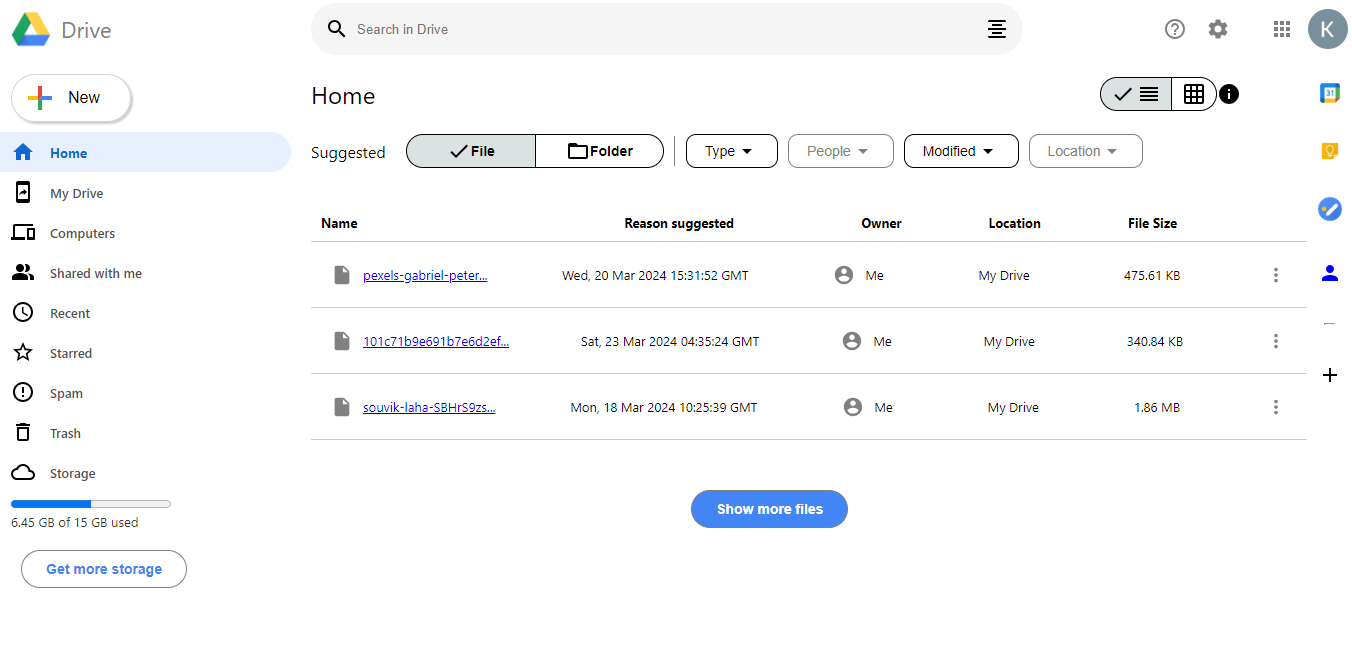 Drive
Search in Drive
K
New
Home
31
Home
Suggested
File
Folder
Type
People
Modified
Location
My Drive
Computers
Shared with me
Recent
Starred
Spam
Trash
Storage
6.45 GB of 15 GB used
Get more storage
Name Reason suggested Owner Location File Size
pexels-gabriel-peter... Wed, 20 Mar 2024 15:31:52 GMT Me My Drive 475.61 KB
101c71b9e691b7e6d2ef... Sat, 23 Mar 2024 04:35:24 GMT Me My Drive 340.84 KB
souvik-laha-SBHrS9zs... Mon, 18 Mar 2024 10:25:39 GMT Me My Drive 1.86 MB
Show more files